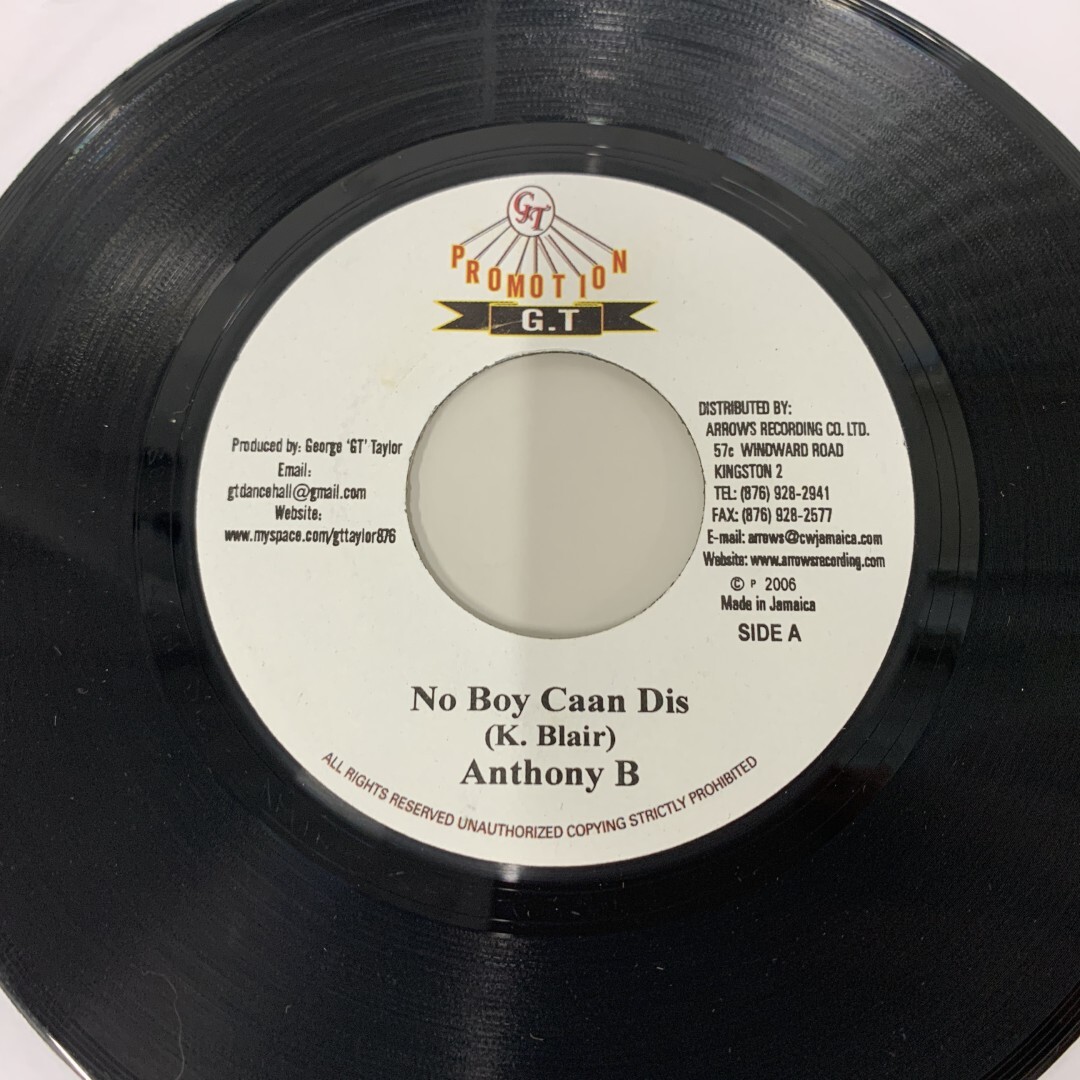 GT
PROMOTION
G.T
Produced by: George 'GT' Taylor
Email:
gtdancehall@gmail.com
Website:
www.myspace.com/gttaylor876
DISTRIBUTED BY:
ARROWS RECORDING CO. LTD.
57c WINDWARD ROAD
KINGSTON 2
TEL: (876) 928-2941
FAX: (876) 928-2577
E-mail: arrows@cwjamaica.com
Website: www.arrowsrecording.com
© P 2006
Made in Jamaica
SIDE A
No Boy Caan Dis
(K. Blair)
Anthony B
ALL RIGHTS RESERVED UNAUTHORIZED COPYING STRICTLY PROHIBITED